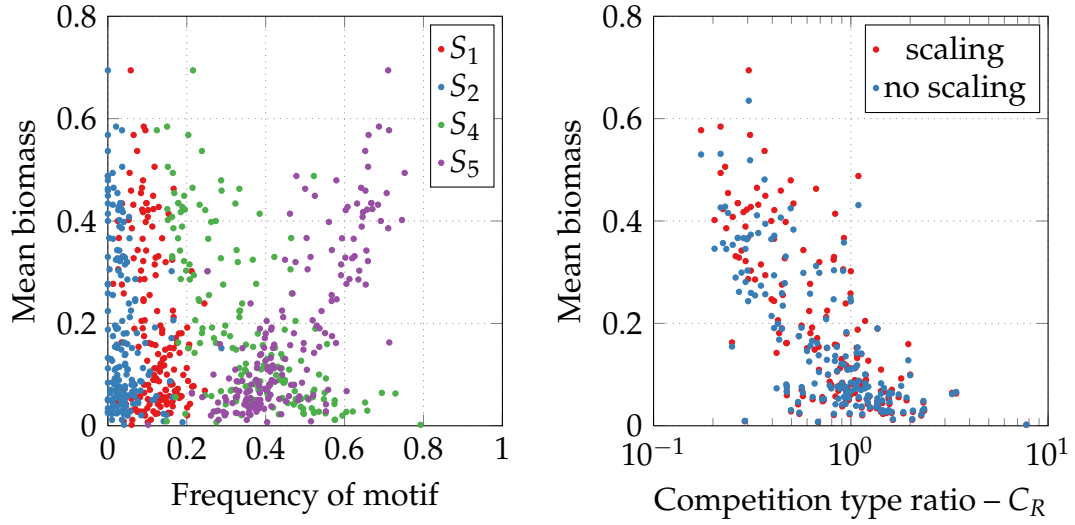 0.8
0.6
0.4
0.2
0
0
0.2
0.4
0.6
0.8
1
Mean biomass
Frequency of motif
S₁
S₂
S₄
S₅
0.8
0.6
0.4
0.2
0
10⁻¹
10⁰
10¹
Mean biomass
Competition type ratio – C_R
scaling
no scaling